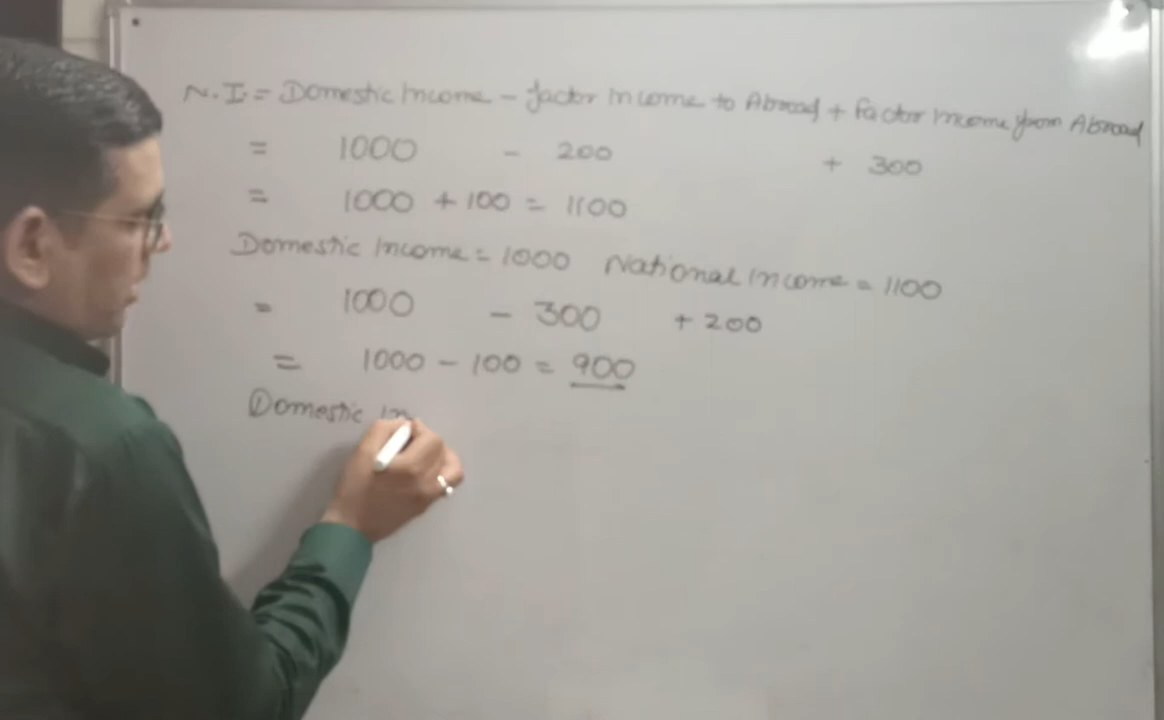 N.I. = Domestic Income - factor Income to Abroad + factor Income from Abroad
= 1000 - 200 + 300
= 1000 + 100 = 1100
Domestic Income = 1000 National Income = 1100
= 1000 - 300 + 200
= 1000 - 100 = 900
Domestic In